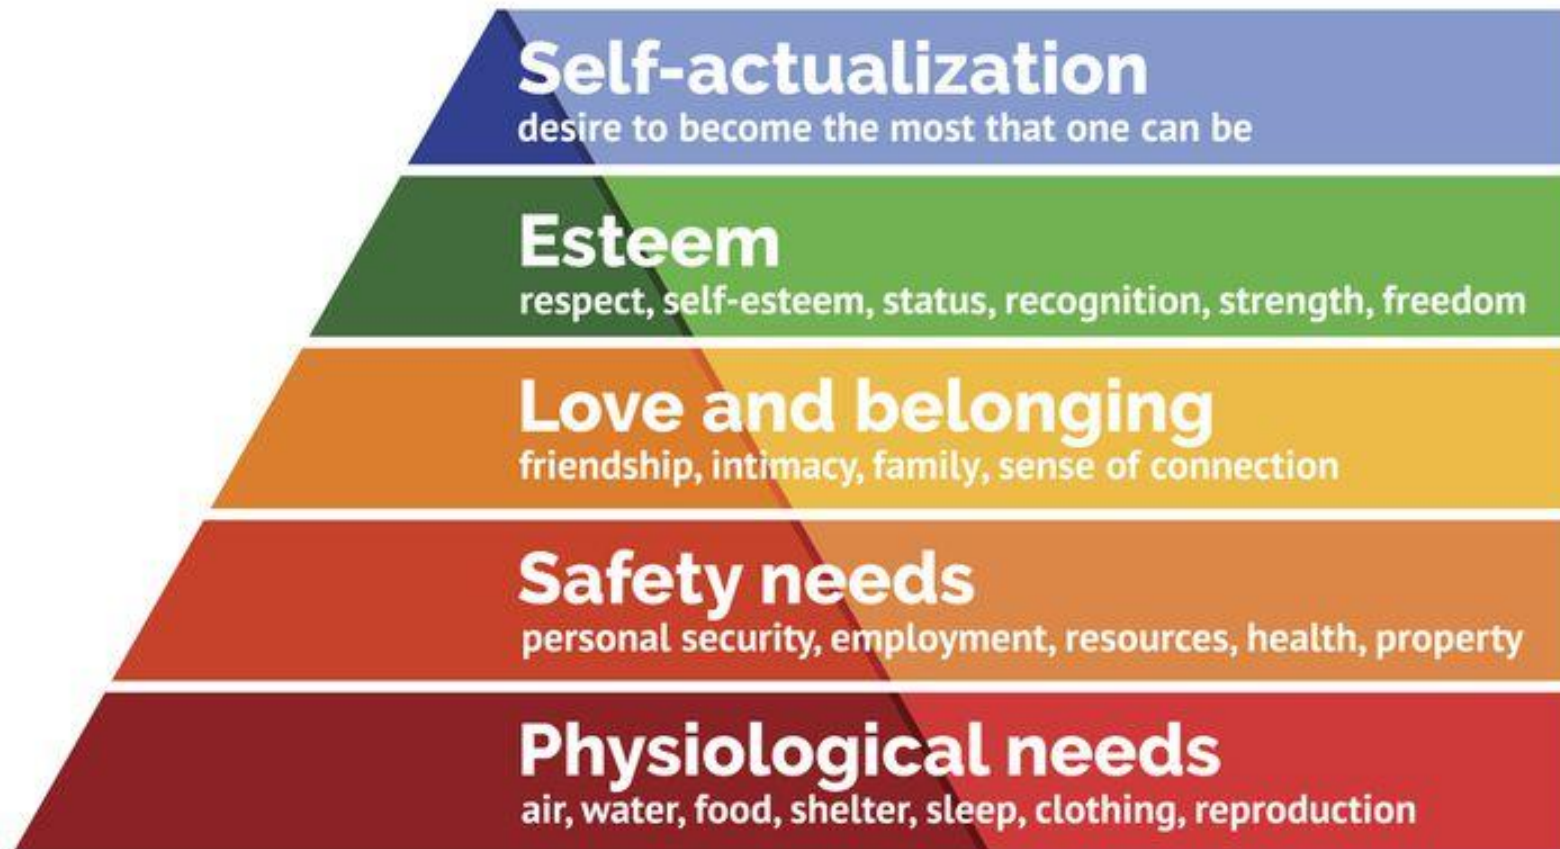 Self-actualization
desire to become the most that one can be
Esteem
respect, self-esteem, status, recognition, strength, freedom
Love and belonging
friendship, intimacy, family, sense of connection
Safety needs
personal security, employment, resources, health, property
Physiological needs
air, water, food, shelter, sleep, clothing, reproduction